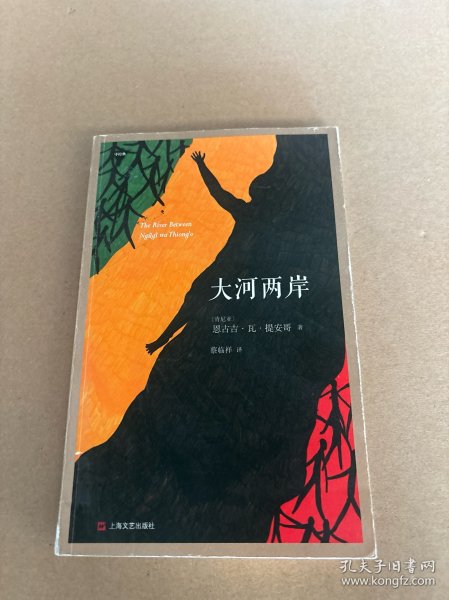 The River Between
Ngũgĩ wa Thiong'o
大河两岸
〔肯尼亚〕
恩古吉·瓦·提安哥 著
蔡临祥 译
上海文艺出版社
孔夫子旧书网
www.kongfz.com